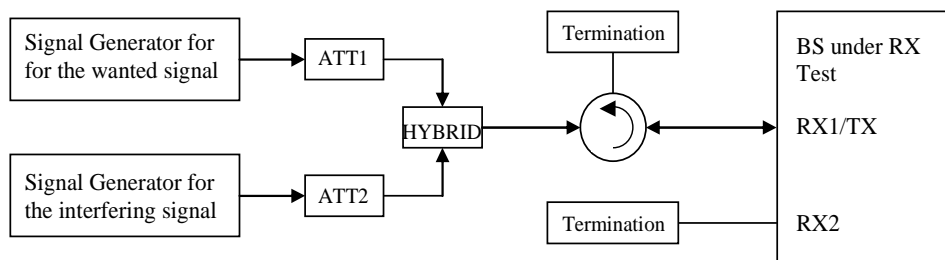 Signal Generator for
for the wanted signal
ATT1
HYBRID
Signal Generator for
the interfering signal
ATT2
Termination
Termination
BS under RX
Test
RX1/TX
RX2